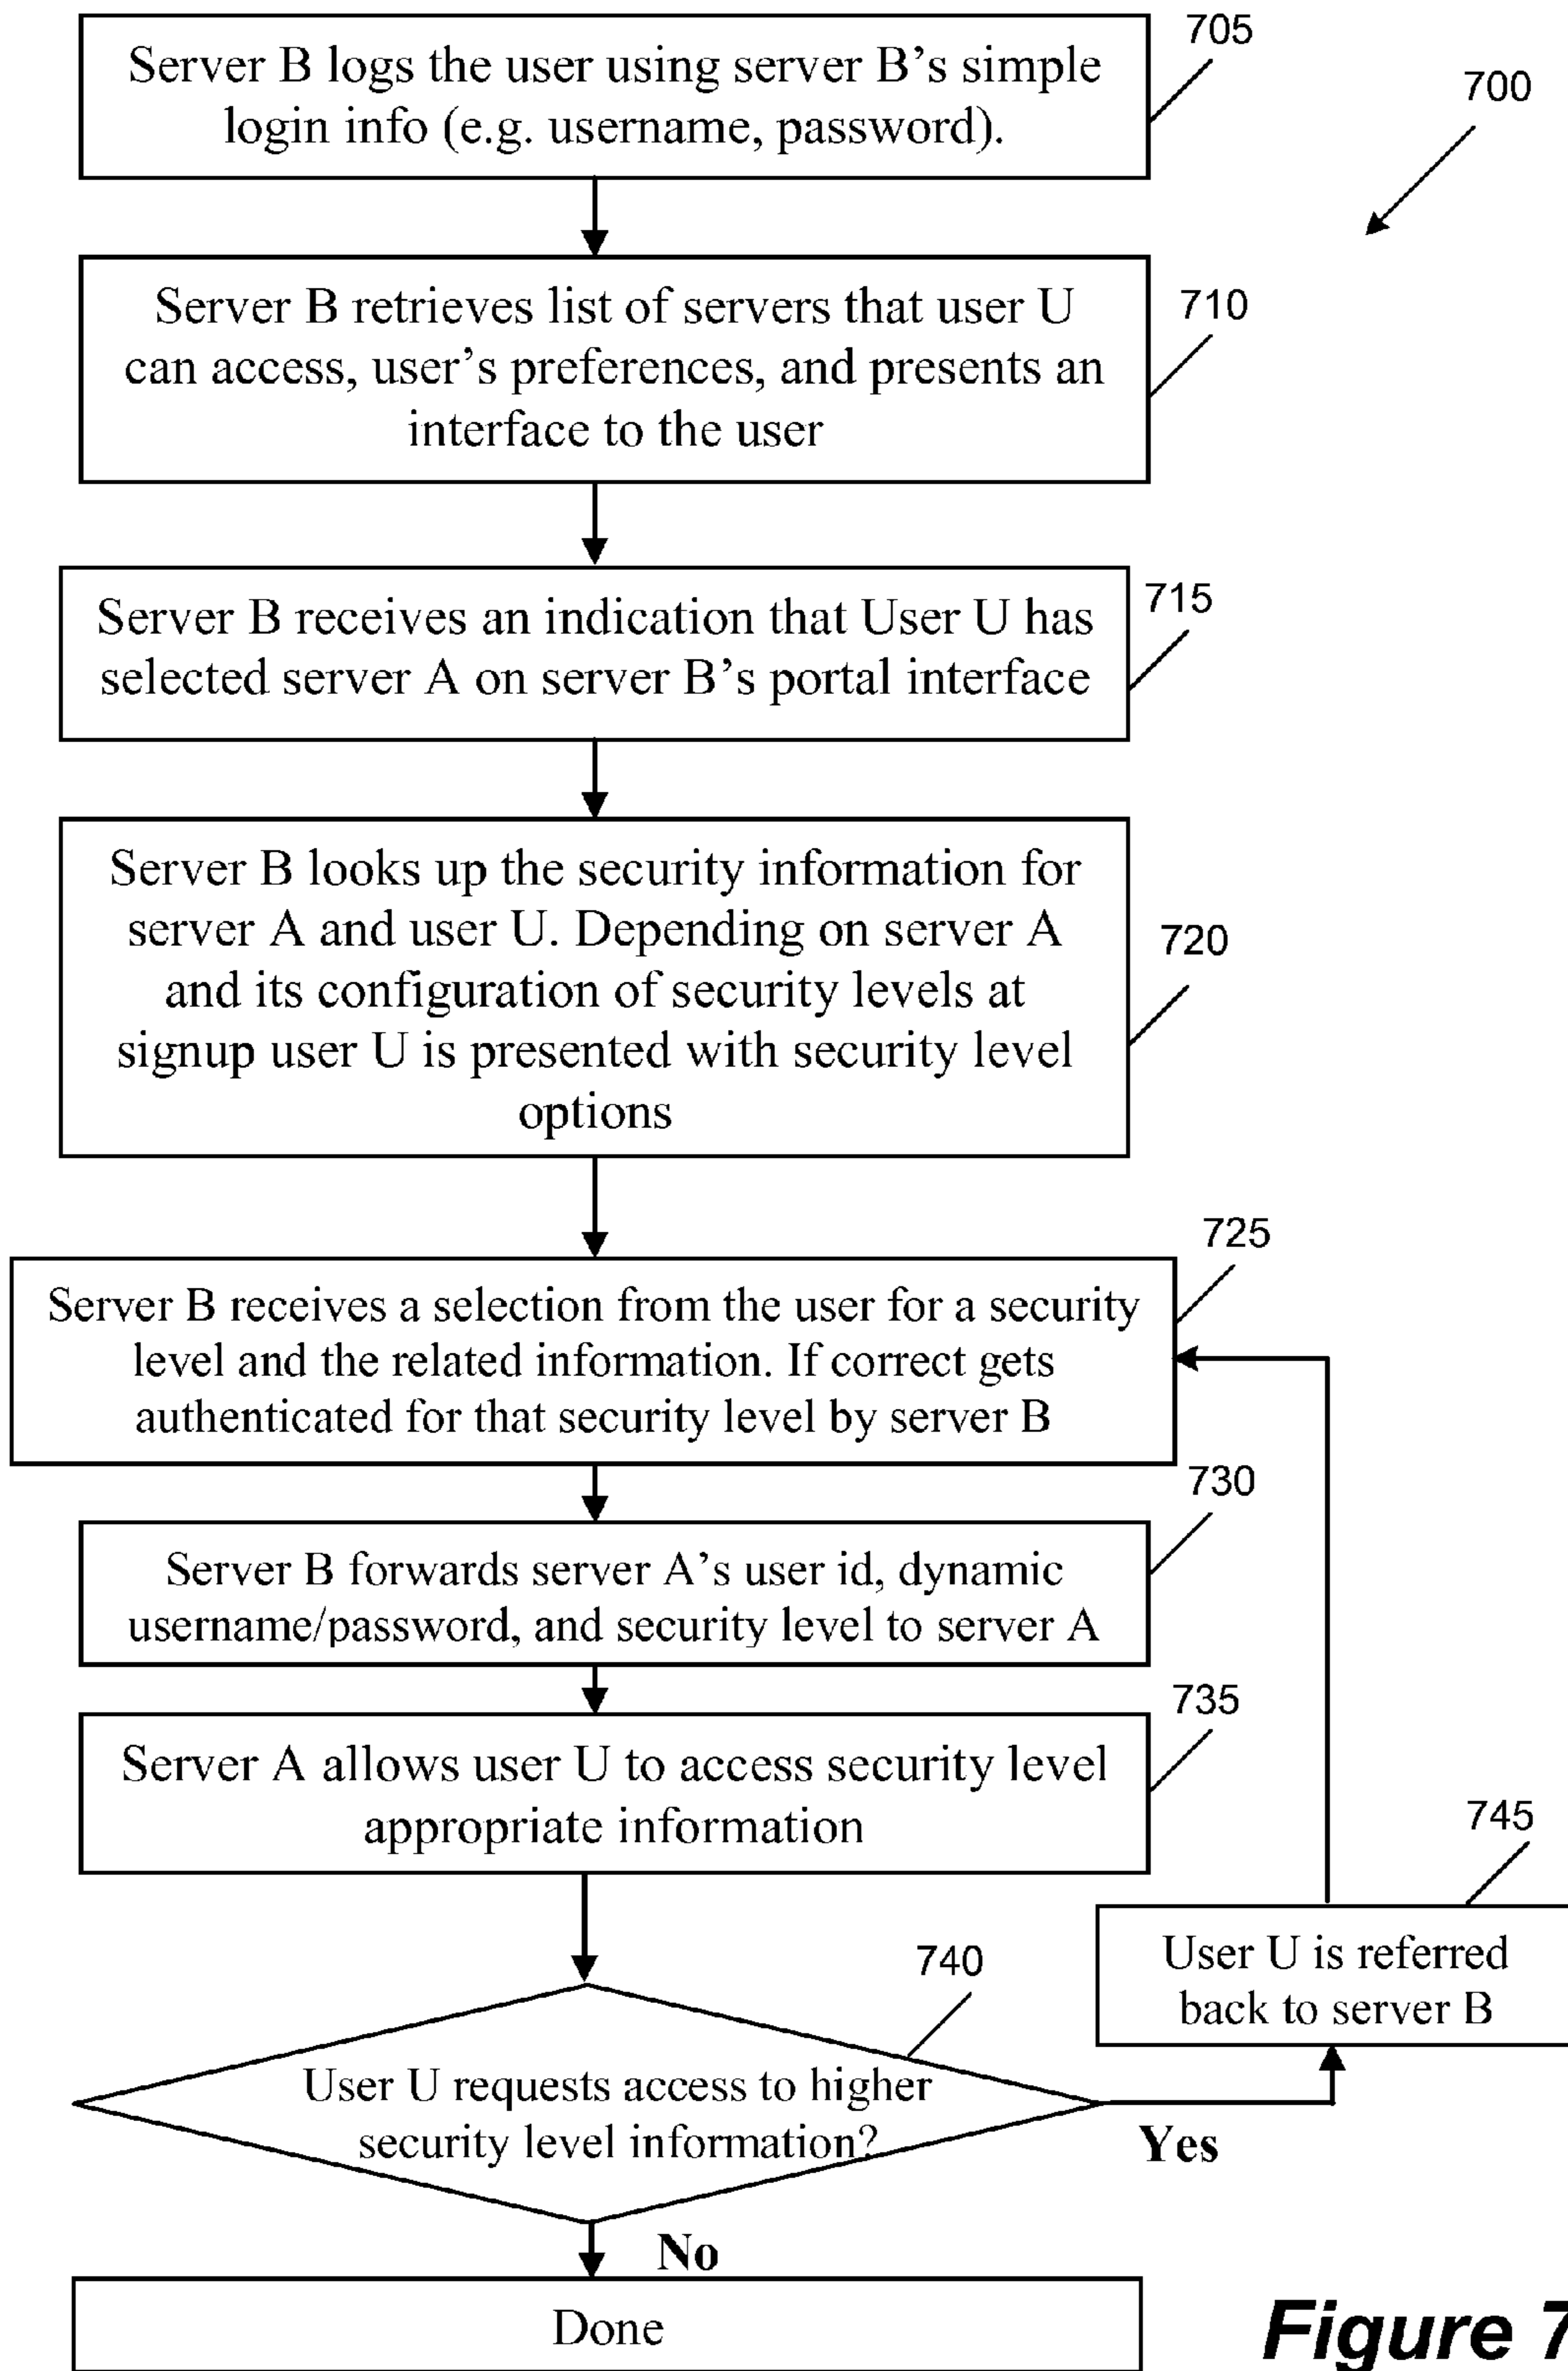 Server B logs the user using server B’s simple
login info (e.g. username, password).
705
700
Server B retrieves list of servers that user U
can access, user’s preferences, and presents an
interface to the user
710
Server B receives an indication that User U has
selected server A on server B’s portal interface
715
Server B looks up the security information for
server A and user U. Depending on server A
and its configuration of security levels at
signup user U is presented with security level
options
720
Server B receives a selection from the user for a security
level and the related information. If correct gets
authenticated for that security level by server B
725
Server B forwards server A’s user id, dynamic
username/password, and security level to server A
730
Server A allows user U to access security level
appropriate information
735
User U is referred
back to server B
745
User U requests access to higher
security level information?
740
Yes
No
Done
Figure 7